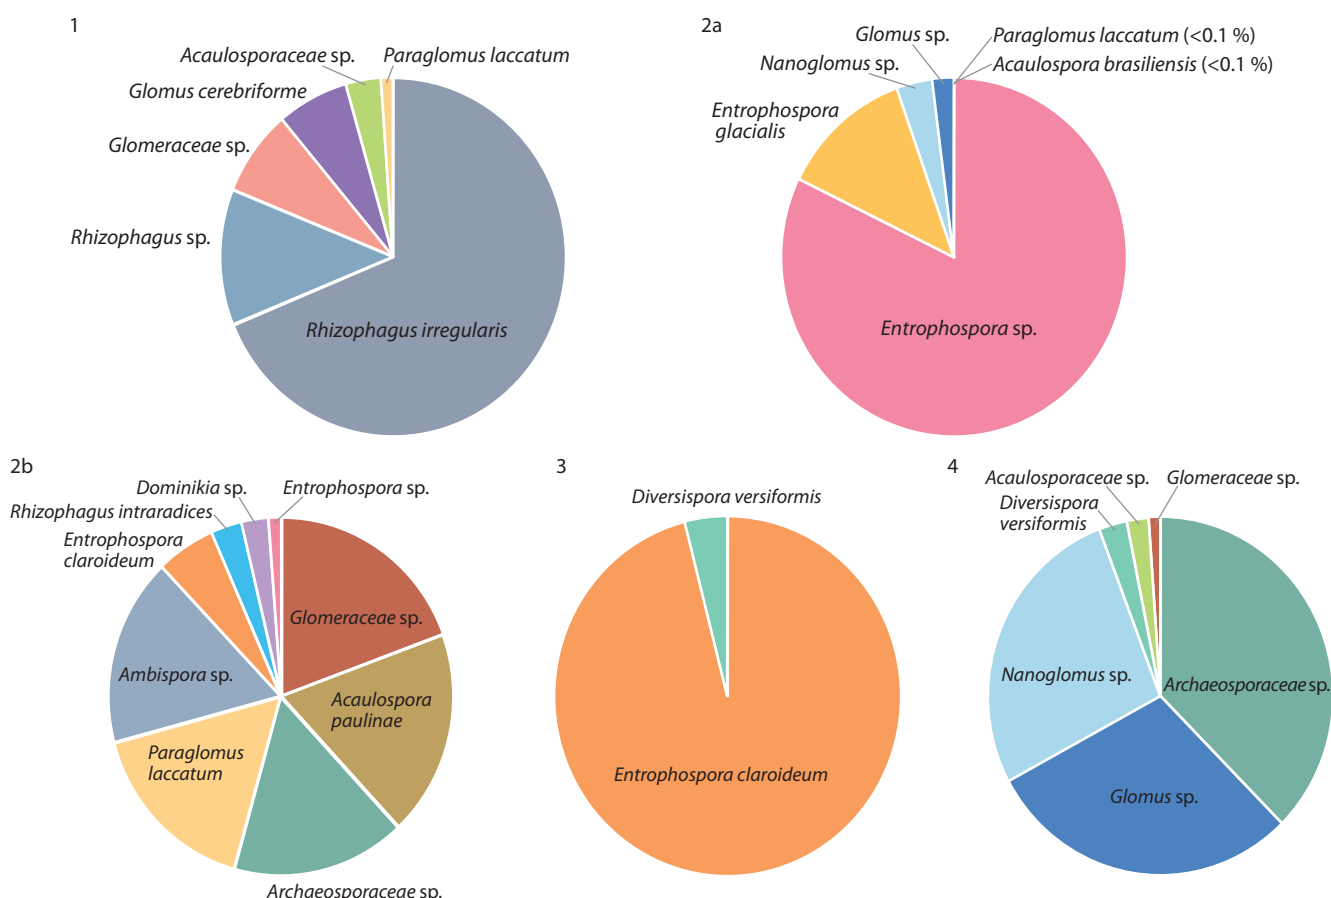 1
Acaulosporaceae sp.
Paraglomus laccatum
Glomus cerebriforme
Glomeraceae sp.
Rhizophagus sp.
Rhizophagus irregularis
2a
Glomus sp.
Paraglomus laccatum (<0.1 %)
Nanoglomus sp.
Acaulospora brasiliensis (<0.1 %)
Entrophospora
glacialis
Entrophospora sp.
2b
Dominikia sp.
Entrophospora sp.
Rhizophagus intraradices
Entrophospora
claroideum
Glomeraceae sp.
Ambispora sp.
Acaulospora
paulinae
Paraglomus
laccatum
Archaeosporaceae sp.
3
Diversispora versiformis
Entrophospora claroideum
4
Acaulosporaceae sp.
Glomeraceae sp.
Diversispora
versiformis
Nanoglomus sp.
Archaeosporaceae sp.
Glomus sp.